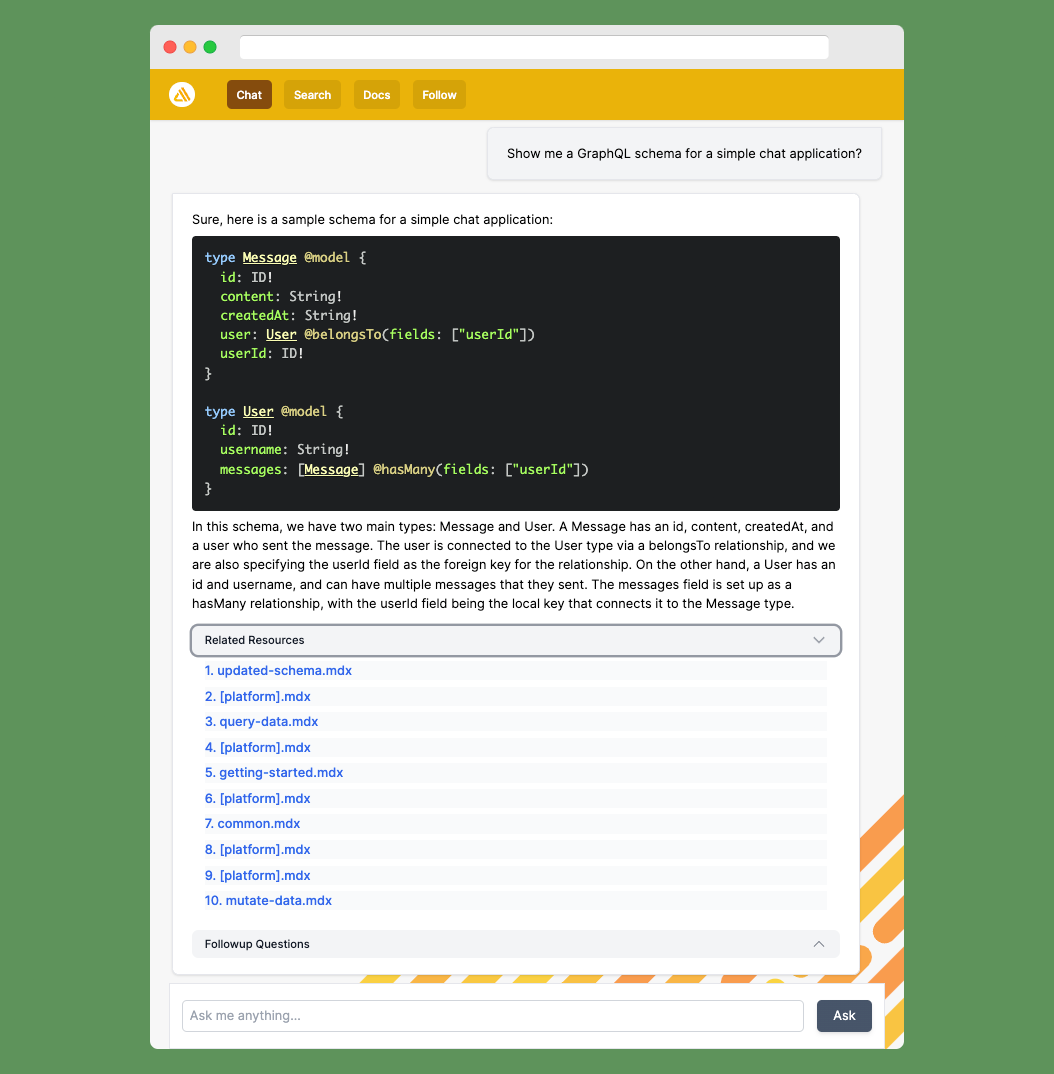 Chat Search Docs Follow
Show me a GraphQL schema for a simple chat application?
Sure, here is a sample schema for a simple chat application:
type Message @model {
  id: ID!
  content: String!
  createdAt: String!
  user: User @belongsTo(fields: ["userId"])
  userId: ID!
}
type User @model {
  id: ID!
  username: String!
  messages: [Message] @hasMany(fields: ["userId"])
}
In this schema, we have two main types: Message and User. A Message has an id, content, createdAt, and
a user who sent the message. The user is connected to the User type via a belongsTo relationship, and we
are also specifying the userId field as the foreign key for the relationship. On the other hand, a User has an
id and username, and can have multiple messages that they sent. The messages field is set up as a
hasMany relationship, with the userId field being the local key that connects it to the Message type.
Related Resources
1. updated-schema.mdx
2. [platform].mdx
3. query-data.mdx
4. [platform].mdx
5. getting-started.mdx
6. [platform].mdx
7. common.mdx
8. [platform].mdx
9. [platform].mdx
10. mutate-data.mdx
Followup Questions
Ask me anything... Ask